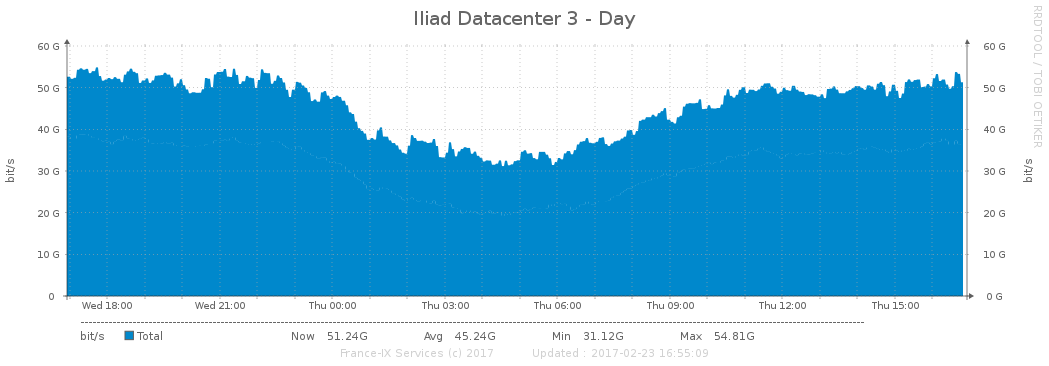 Iliad Datacenter 3 - Day
RRDTOOL / TOBI OETIKER
60 G 60 G
50 G 50 G
40 G 40 G
30 G 30 G
20 G 20 G
10 G 10 G
0 0 G
bit/s bit/s
Wed 18:00 Wed 21:00 Thu 00:00 Thu 03:00 Thu 06:00 Thu 09:00 Thu 12:00 Thu 15:00
bit/s Total Now 51.24G Avg 45.24G Min 31.12G Max 54.81G
France-IX Services (c) 2017 Updated : 2017-02-23 16:55:09